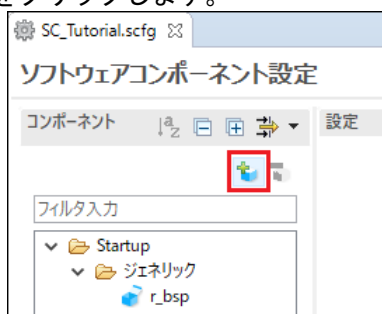 をクリックします。
SC_Tutorial.scfg
ソフトウェアコンポーネント設定
コンポーネント 設定
フィルタ入力
Startup
ジェネリック
r_bsp